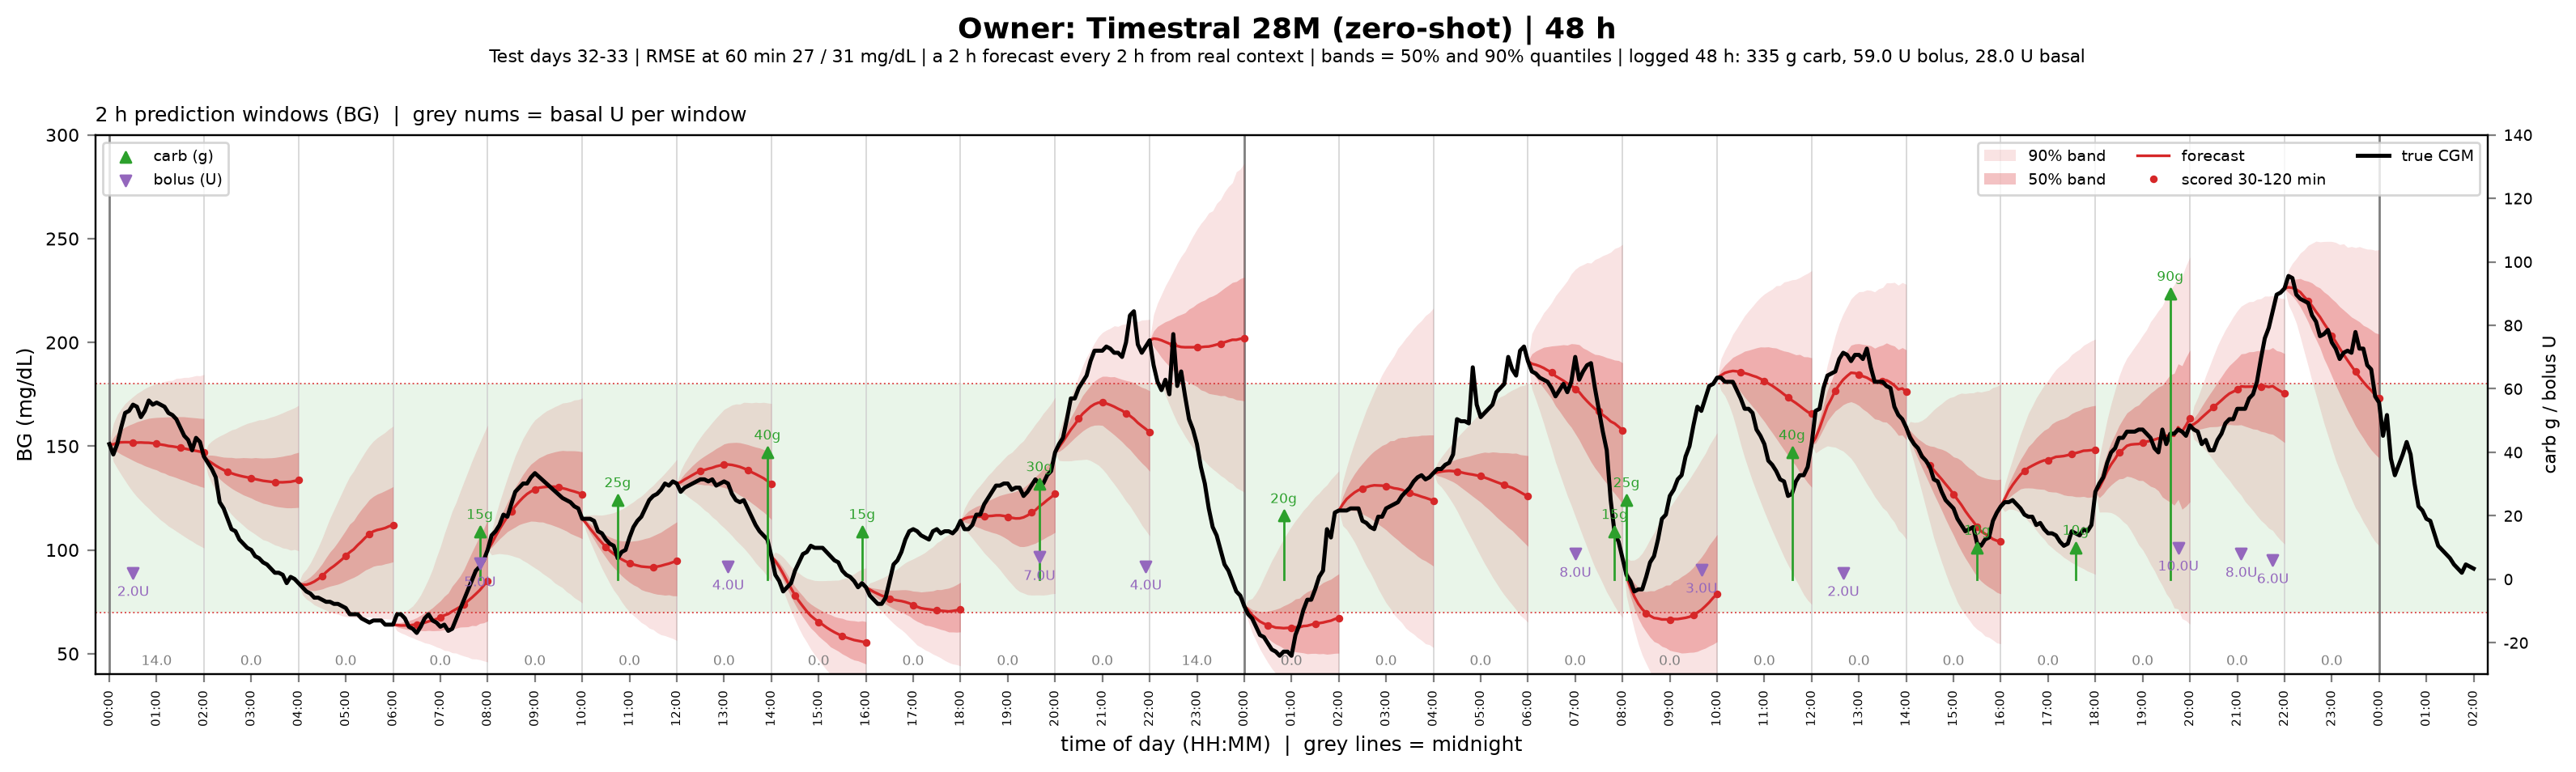 Owner: Timestral 28M (zero-shot) | 48 h
Test days 32-33 | RMSE at 60 min 27 / 31 mg/dL | a 2 h forecast every 2 h from real context | bands = 50% and 90% quantiles | logged 48 h: 335 g carb, 59.0 U bolus, 28.0 U basal
2 h prediction windows (BG) | grey nums = basal U per window
carb (g)
bolus (U)
90% band
50% band
forecast
scored 30-120 min
true CGM
BG (mg/dL)
300
250
200
150
100
50
carb g / bolus U
140
120
100
80
60
40
20
0
-20
15g
25g
40g
15g
30g
20g
15g
25g
40g
10g
90g
2.0U
5.0U
4.0U
7.0U
4.0U
8.0U
3.0U
2.0U
10.0U
8.0U
6.0U
14.0 0.0 0.0 0.0 0.0 0.0 0.0 0.0 0.0 0.0 0.0 14.0 0.0 0.0 0.0 0.0 0.0 0.0 0.0 0.0 0.0 0.0 0.0 0.0
00:00 01:00 02:00 03:00 04:00 05:00 06:00 07:00 08:00 09:00 10:00 11:00 12:00 13:00 14:00 15:00 16:00 17:00 18:00 19:00 20:00 21:00 22:00 23:00 00:00 01:00 02:00 03:00 04:00 05:00 06:00 07:00 08:00 09:00 10:00 11:00 12:00 13:00 14:00 15:00 16:00 17:00 18:00 19:00 20:00 21:00 22:00 23:00 00:00 01:00 02:00
time of day (HH:MM) | grey lines = midnight